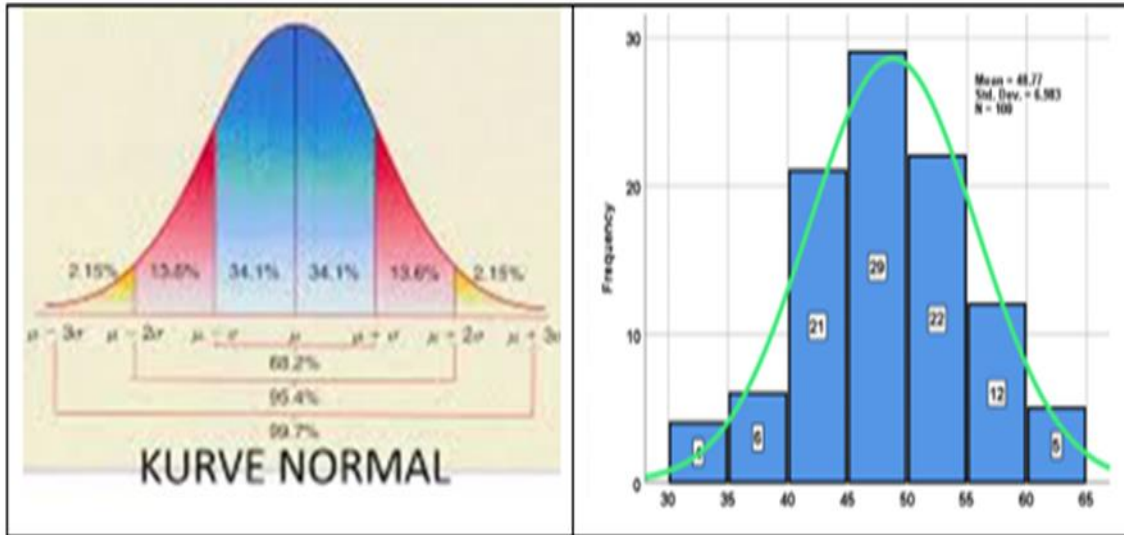 2.15% 13.6% 34.1% 34.1% 13.6% 2.15%
μ − 3σ μ − 2σ μ − σ μ μ + σ μ + 2σ μ + 3σ
68.2%
95.4%
99.7%
KURVE NORMAL
Mean = 48.77
Std. Dev. = 6.983
N = 100
Frequency
30
20
10
0
6
21
29
22
12
5
30 35 40 45 50 55 60 65